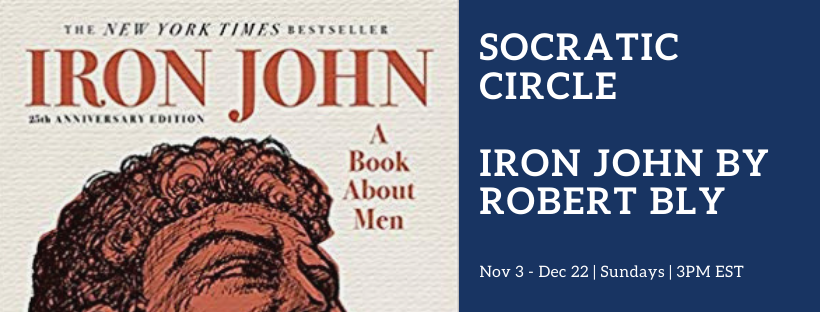 THE NEW YORK TIMES BESTSELLER
IRON JOHN
25th ANNIVERSARY EDITION
A
Book
About
Men
SOCRATIC
CIRCLE
IRON JOHN BY
ROBERT BLY
Nov 3 - Dec 22 | Sundays | 3PM EST